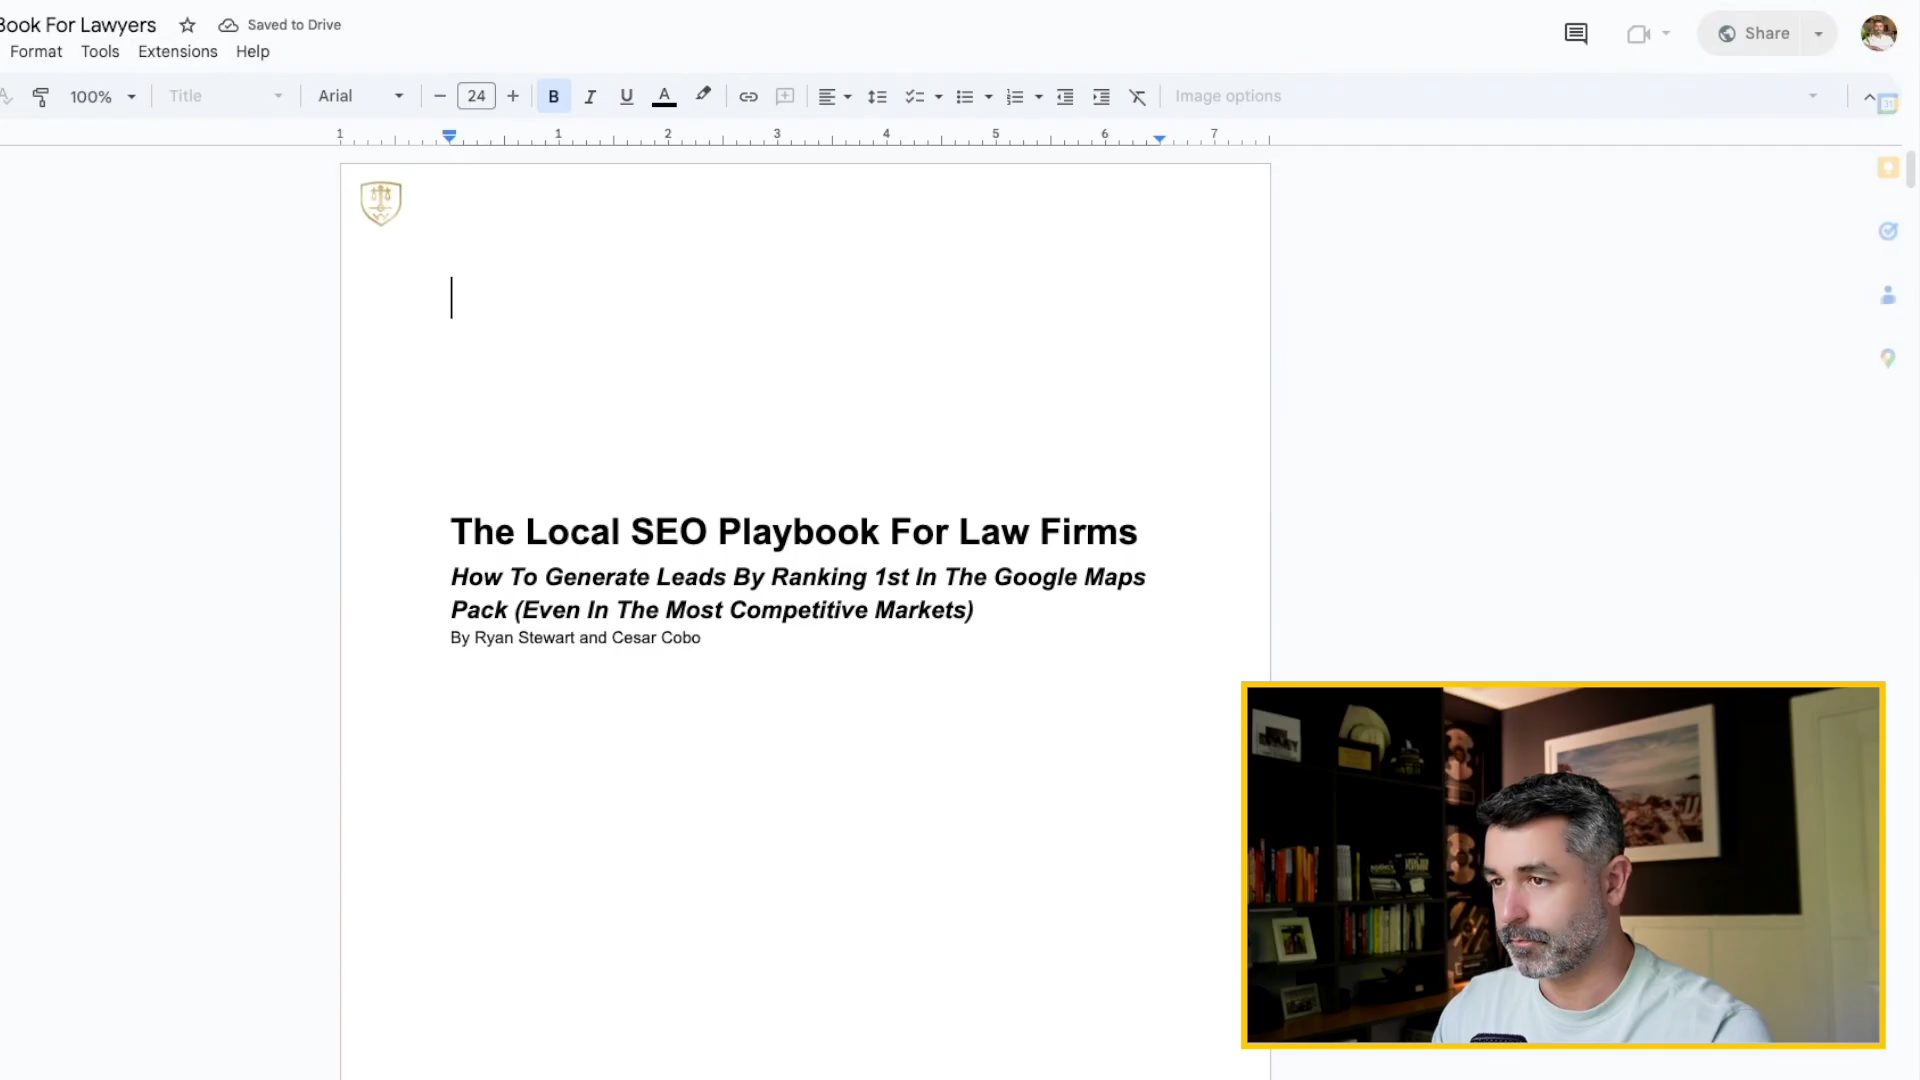 Book For Lawyers
Saved to Drive
Share
Format Tools Extensions Help
100% Title Arial 24 B I U A Image options
1 1 2 3 4 5 6 7
The Local SEO Playbook For Law Firms
How To Generate Leads By Ranking 1st In The Google Maps
Pack (Even In The Most Competitive Markets)
By Ryan Stewart and Cesar Cobo